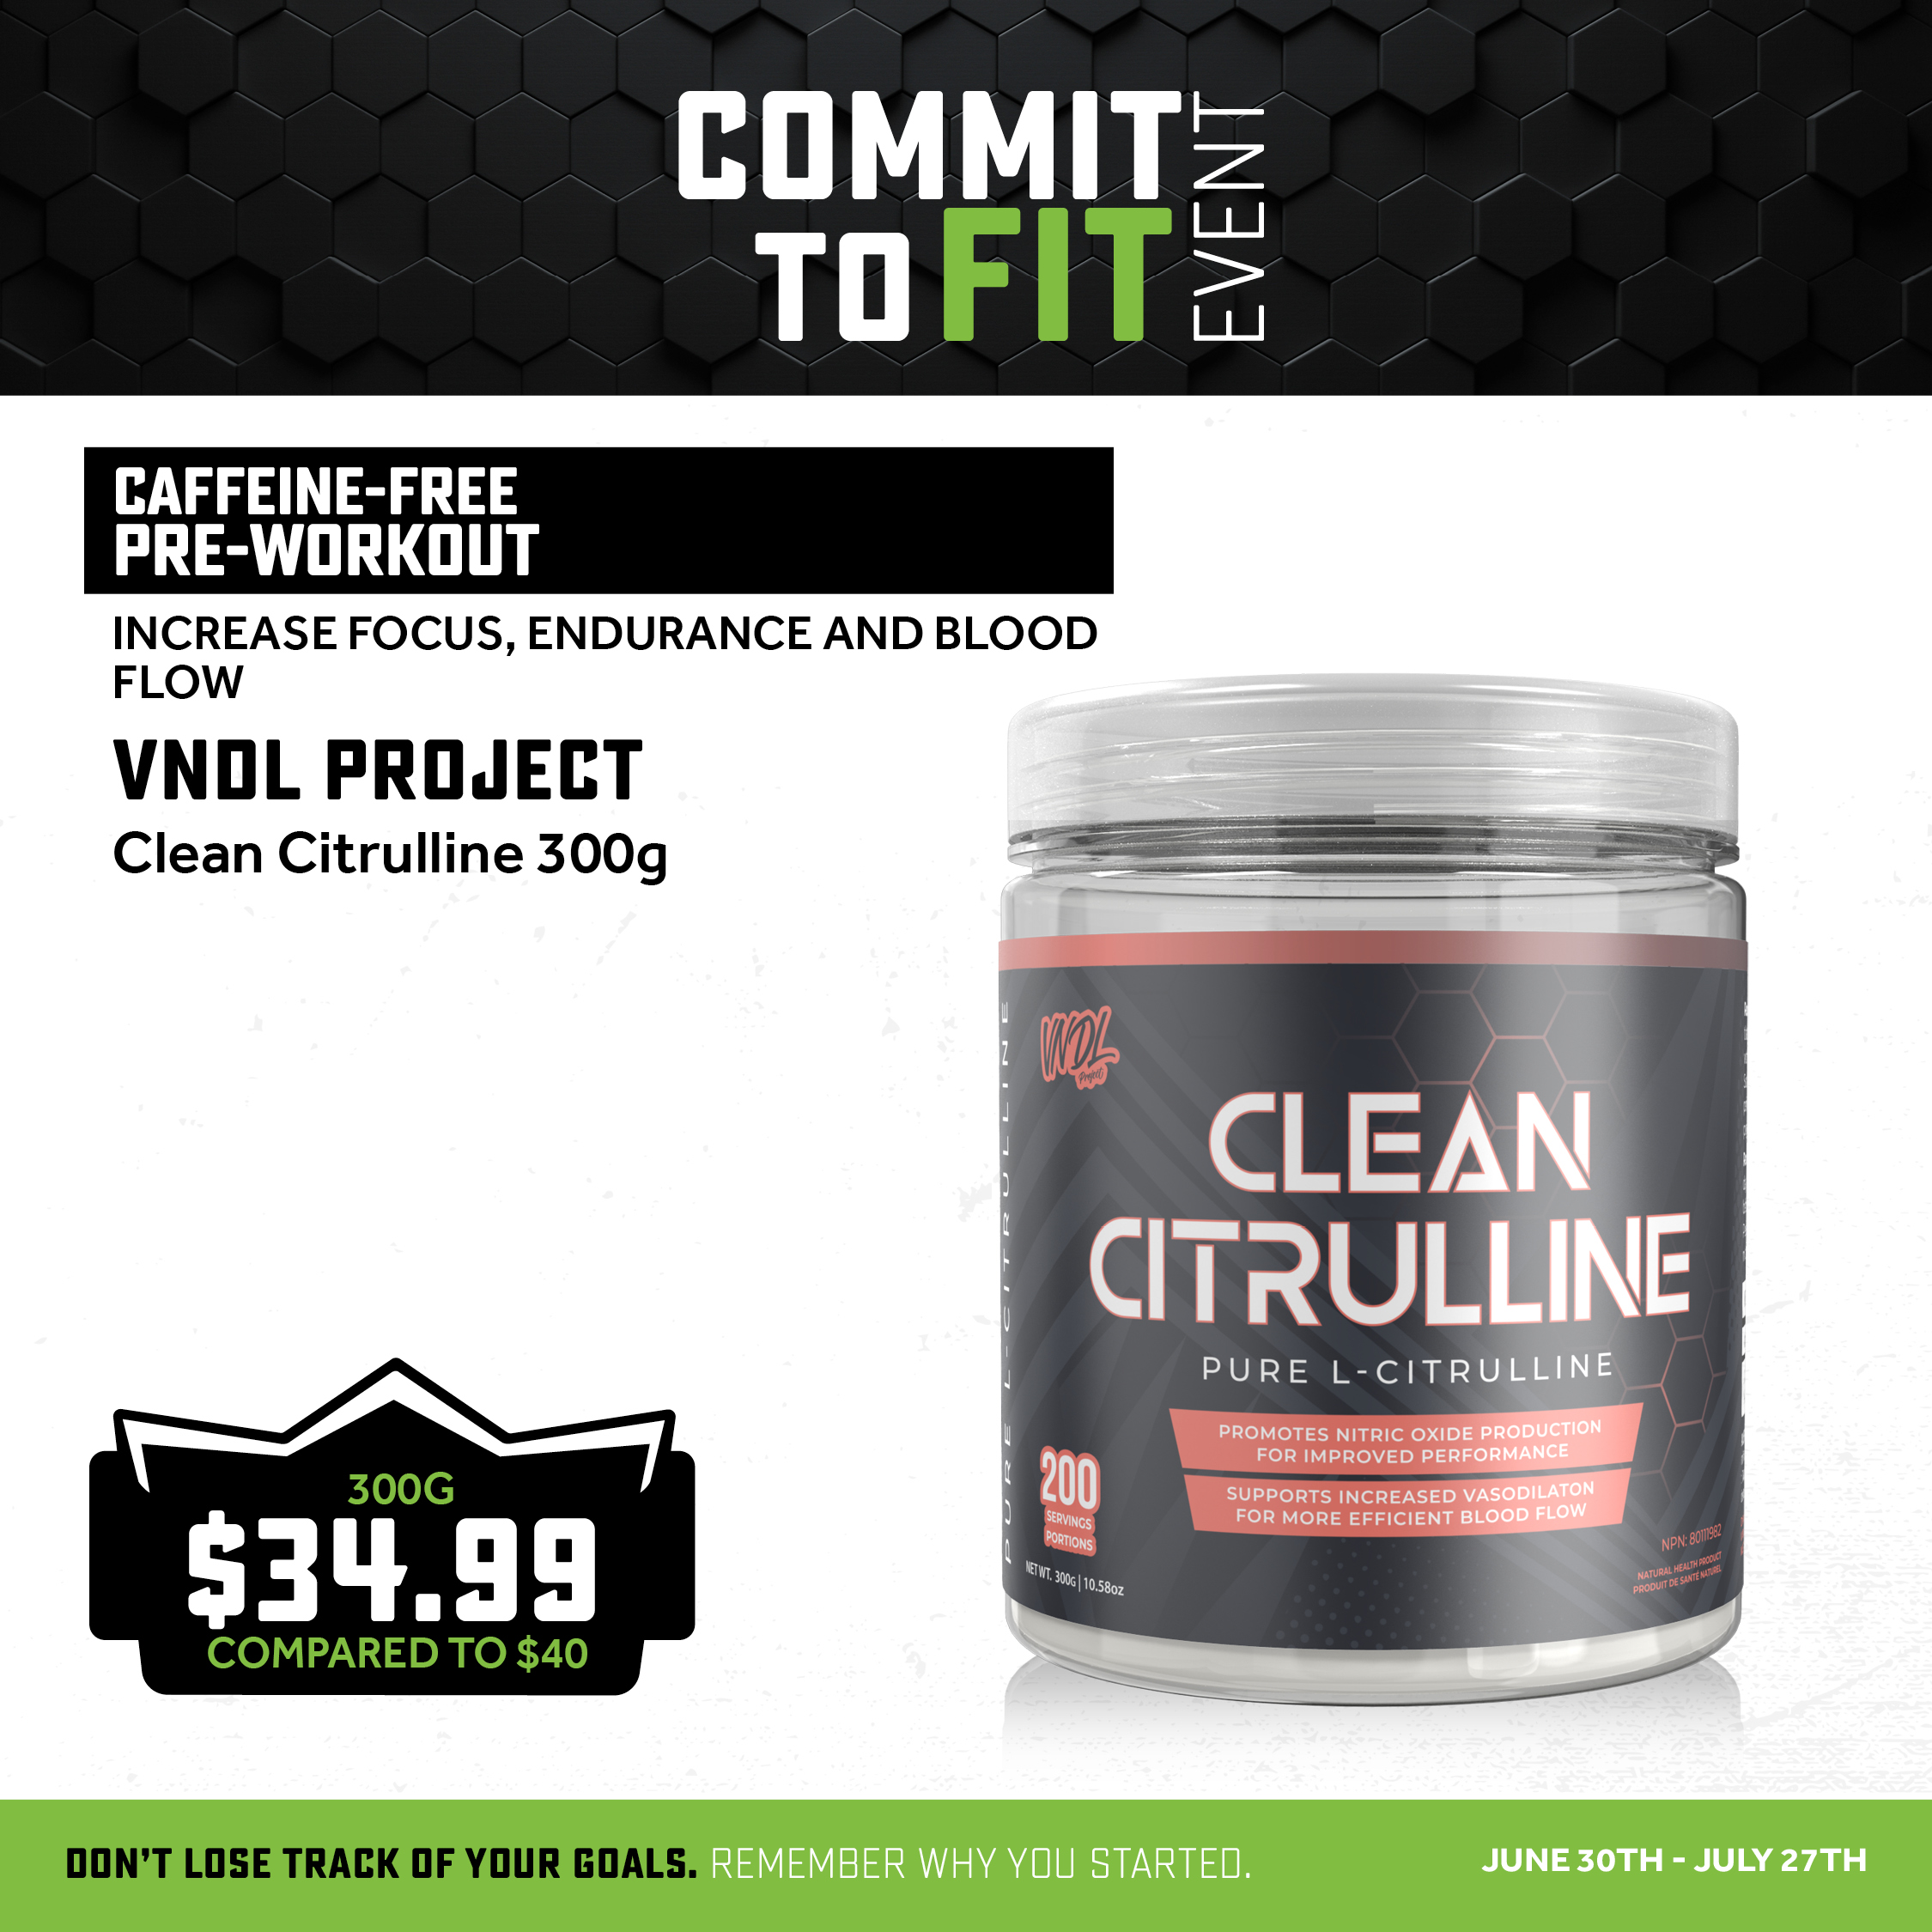 COMMIT
TO FIT
EVENT
CAFFEINE-FREE
PRE-WORKOUT
INCREASE FOCUS, ENDURANCE AND BLOOD
FLOW
VNDL PROJECT
Clean Citrulline 300g
VNDL
Project
PURE L-CITRULLINE
CLEAN
CITRULLINE
PURE L-CITRULLINE
PROMOTES NITRIC OXIDE PRODUCTION
FOR IMPROVED PERFORMANCE
SUPPORTS INCREASED VASODILATON
FOR MORE EFFICIENT BLOOD FLOW
200
SERVINGS
PORTIONS
NET WT. 300G | 10.58oz
NPN: 80111982
NATURAL HEALTH PRODUCT
PRODUIT DE SANTÉ NATUREL
300G
$34.99
COMPARED TO $40
DON'T LOSE TRACK OF YOUR GOALS. REMEMBER WHY YOU STARTED.
JUNE 30TH - JULY 27TH